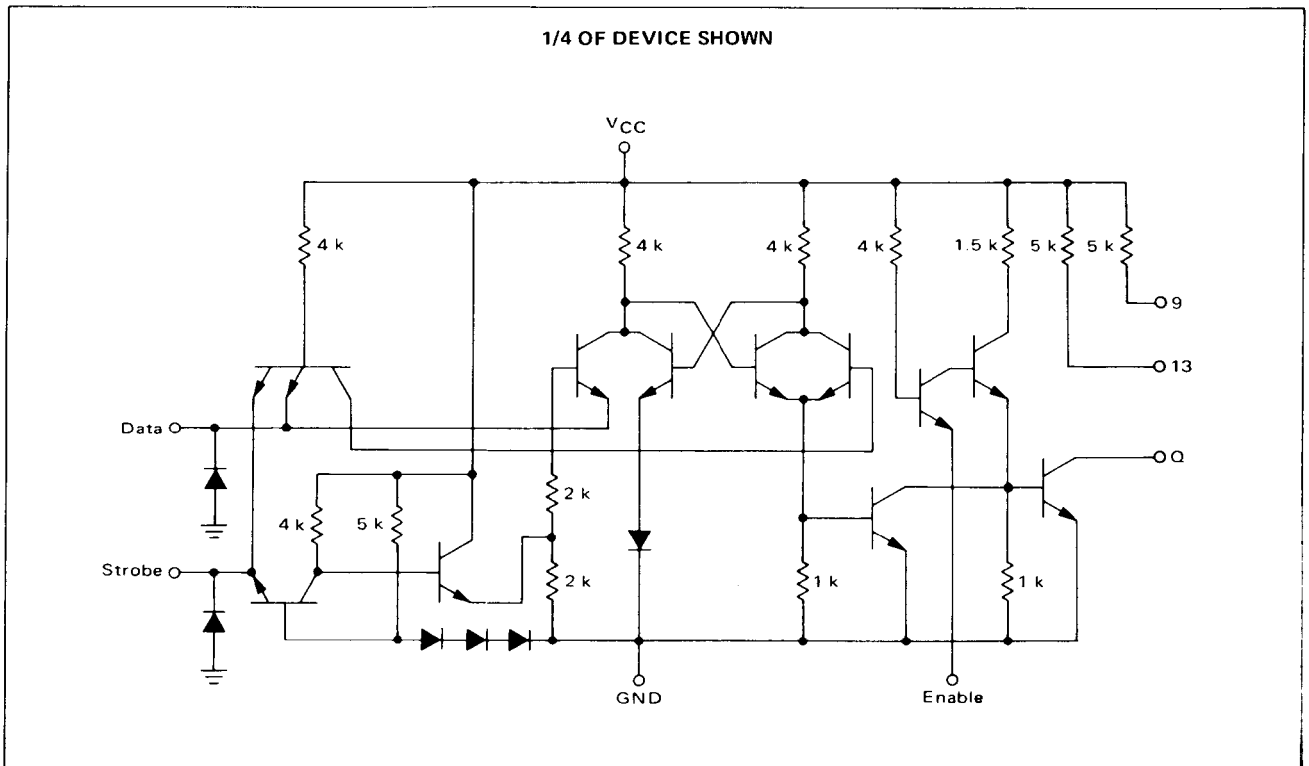 1/4 OF DEVICE SHOWN
VCC
4 k
4 k
4 k
4 k
1.5 k
5 k
5 k
9
13
Data
Q
2 k
4 k
5 k
Strobe
2 k
1 k
1 k
GND
Enable